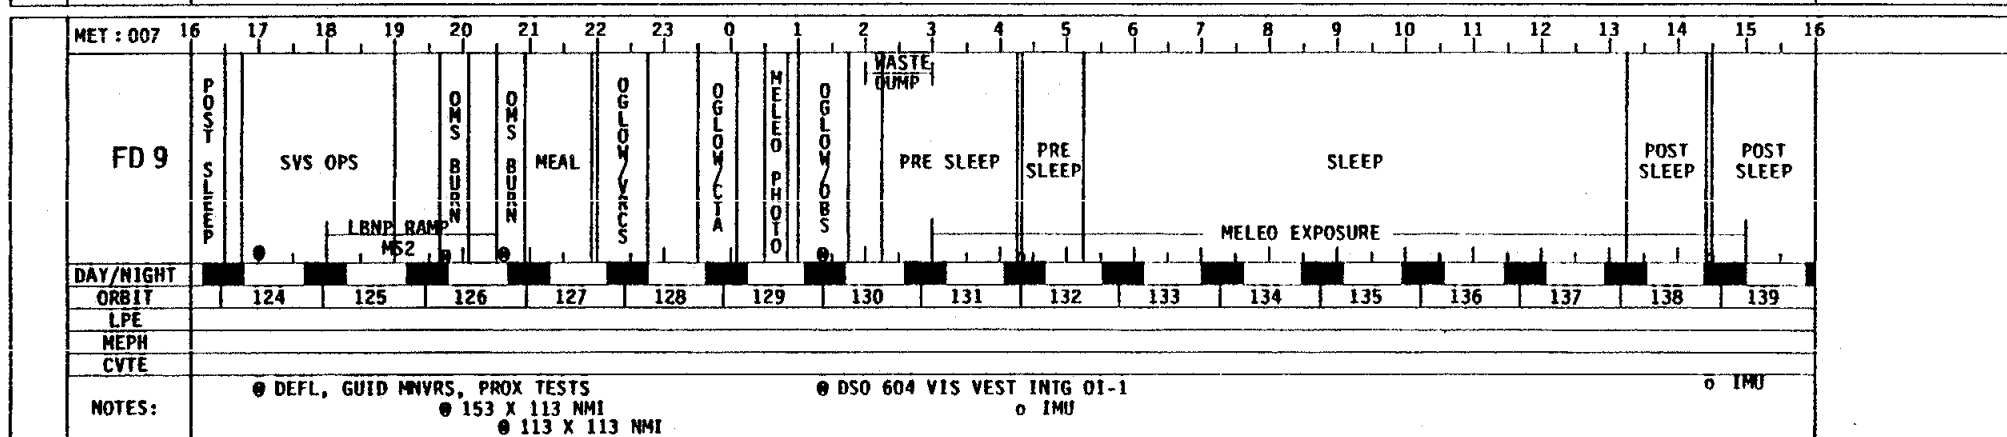 MET : 007 16 17 18 19 20 21 22 23 0 1 2 3 4 5 6 7 8 9 10 11 12 13 14 15 16
FD 9
POST SLEEP
SVS OPS
LBNP RAMP
MS2
OMS BURN
OMS BURN
MEAL
OGLOW/VRCS
OGLOW/CTA
MELEO PHOTO
OGLOW/OBS
WASTE
DUMP
PRE SLEEP
PRE
SLEEP
SLEEP
MELEO EXPOSURE
POST
SLEEP
POST
SLEEP
DAY/NIGHT
ORBIT 124 125 126 127 128 129 130 131 132 133 134 135 136 137 138 139
LPE
MEPH
CVTE
NOTES:
DEFL, GUID MNVRS, PROX TESTS
153 X 113 NMI
113 X 113 NMI
DSO 604 VIS VEST INTG OI-1
o IMU
o IMU